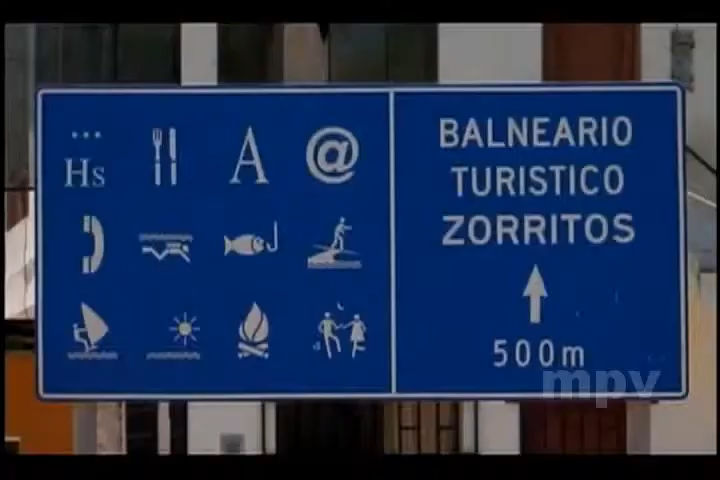 Hs
A
@
BALNEARIO
TURISTICO
ZORRITOS
500m
mpv